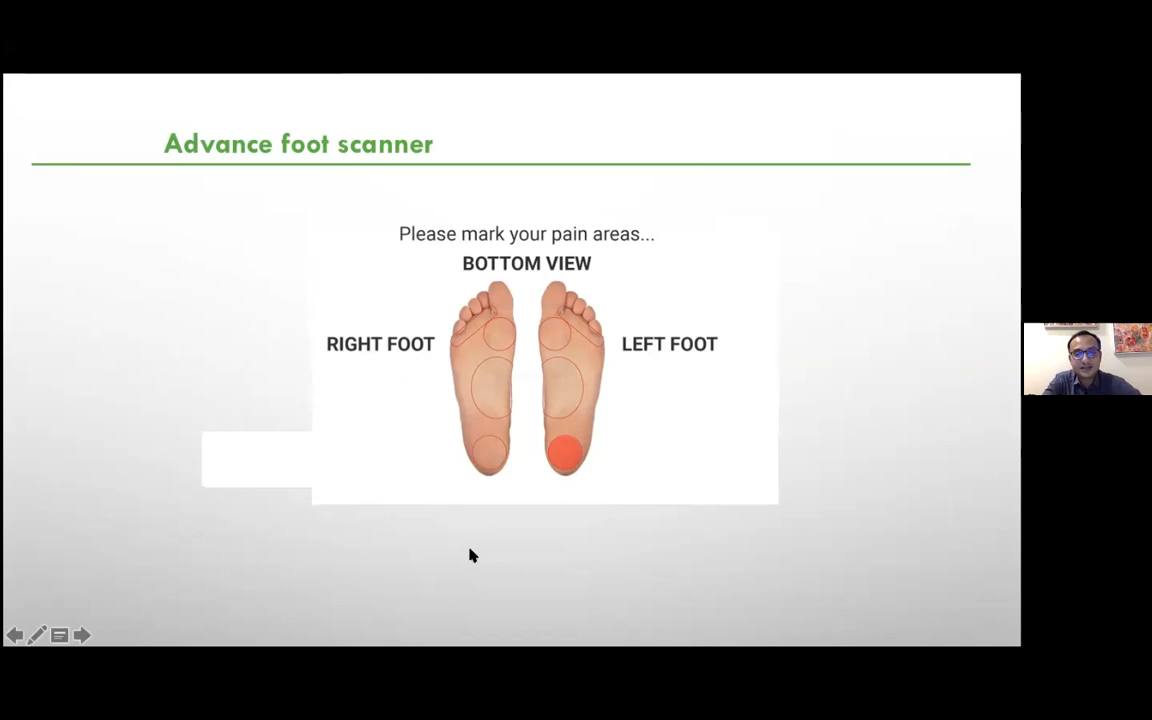 Advance foot scanner
Please mark your pain areas...
BOTTOM VIEW
RIGHT FOOT
LEFT FOOT